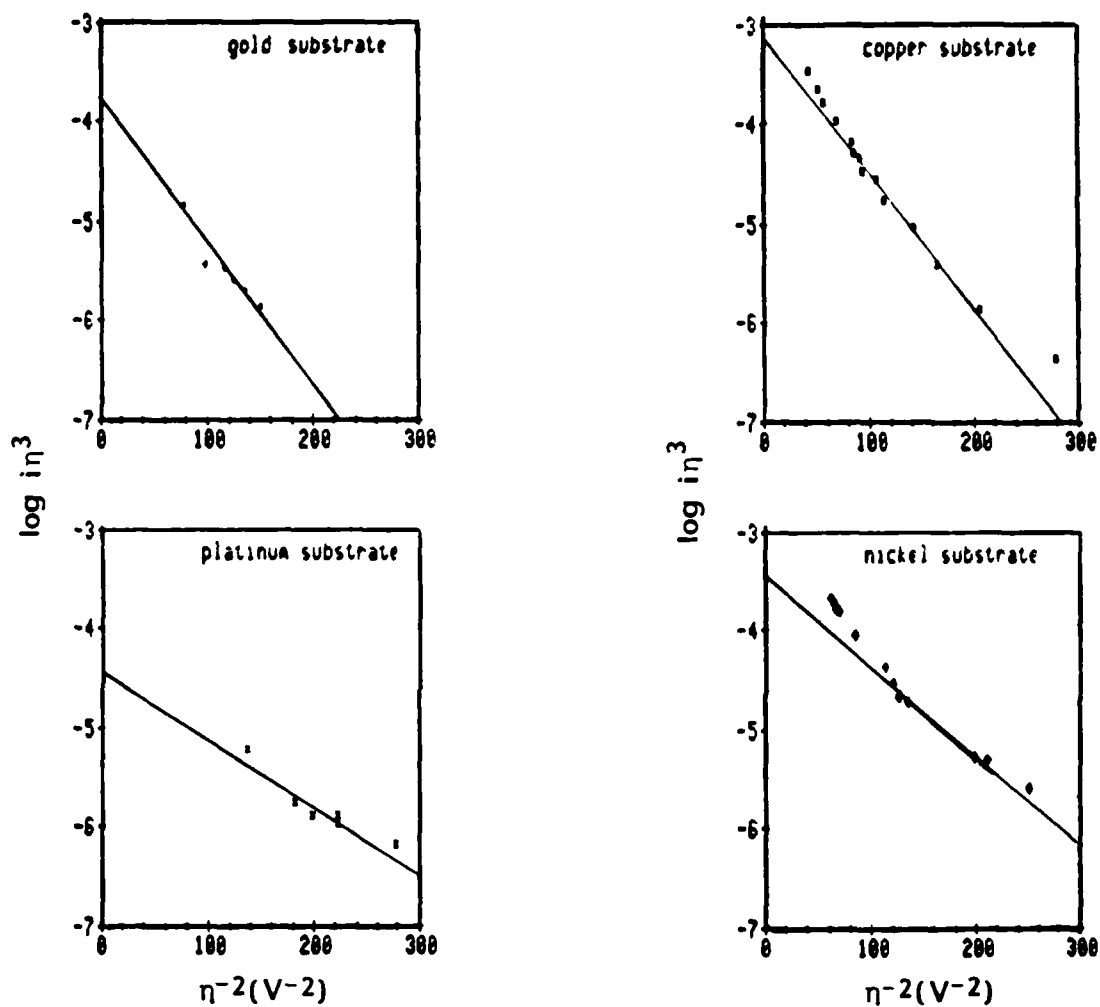 gold substrate
-3
-4
-5
-6
-7
0 100 200 300
copper substrate
-3
-4
-5
-6
-7
0 100 200 300
log iη³
log iη³
platinum substrate
-3
-4
-5
-6
-7
0 100 200 300
η⁻²(V⁻²)
nickel substrate
-3
-4
-5
-6
-7
0 100 200 300
η⁻²(V⁻²)